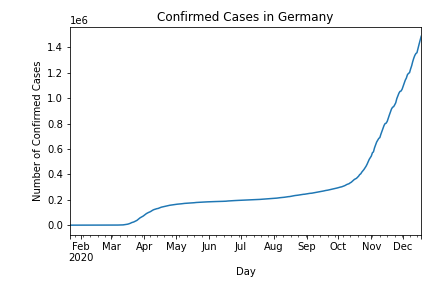 Confirmed Cases in Germany
1e6
Number of Confirmed Cases
1.4
1.2
1.0
0.8
0.6
0.4
0.2
0.0
Feb Mar Apr May Jun Jul Aug Sep Oct Nov Dec
2020
Day